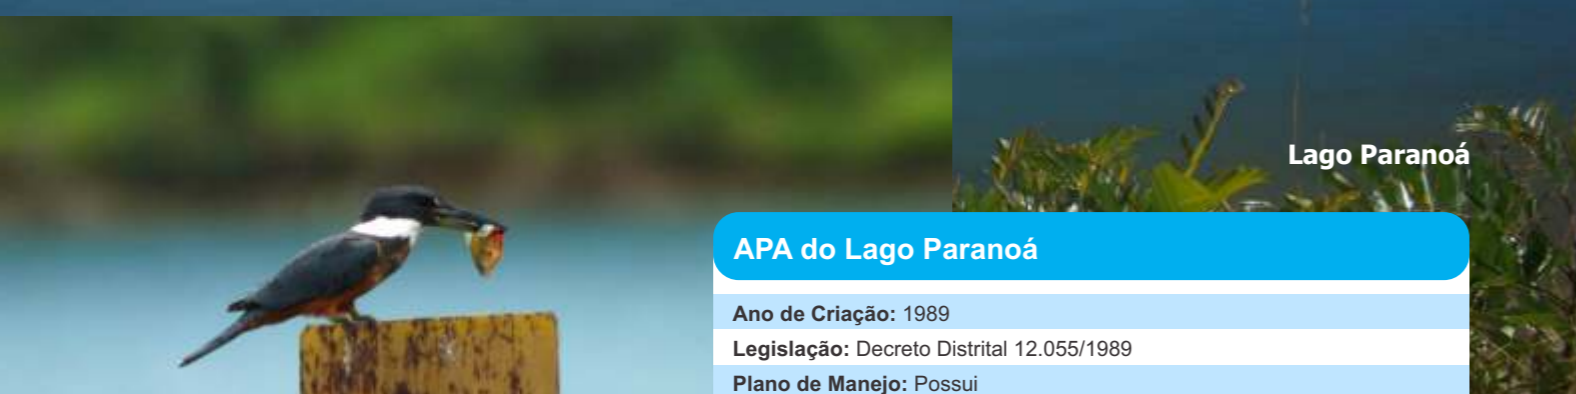 Lago Paranoá
APA do Lago Paranoá
Ano de Criação: 1989
Legislação: Decreto Distrital 12.055/1989
Plano de Manejo: Possui